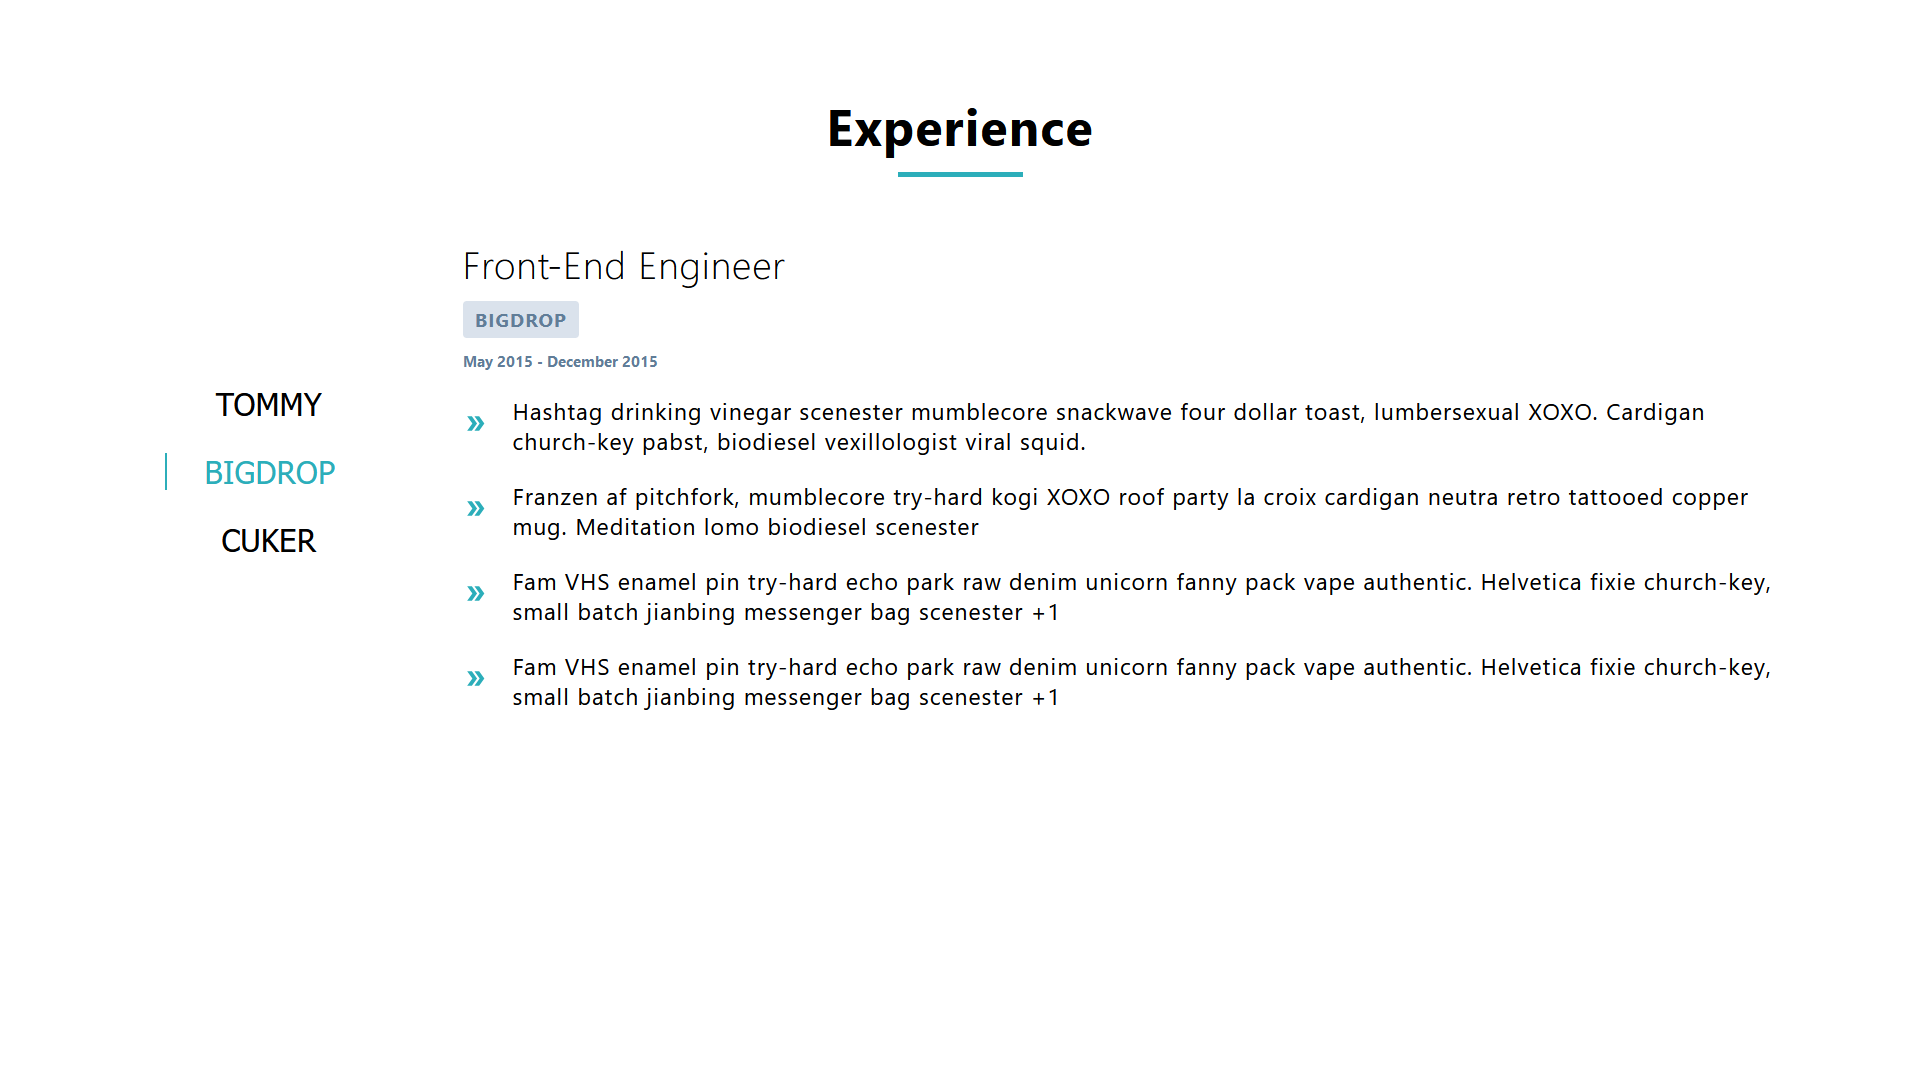 Experience
TOMMY
BIGDROP
CUKER
Front-End Engineer
BIGDROP
May 2015 - December 2015
» Hashtag drinking vinegar scenester mumblecore snackwave four dollar toast, lumbersexual XOXO. Cardigan
church-key pabst, biodiesel vexillologist viral squid.
» Franzen af pitchfork, mumblecore try-hard kogi XOXO roof party la croix cardigan neutra retro tattooed copper
mug. Meditation lomo biodiesel scenester
» Fam VHS enamel pin try-hard echo park raw denim unicorn fanny pack vape authentic. Helvetica fixie church-key,
small batch jianbing messenger bag scenester +1
» Fam VHS enamel pin try-hard echo park raw denim unicorn fanny pack vape authentic. Helvetica fixie church-key,
small batch jianbing messenger bag scenester +1